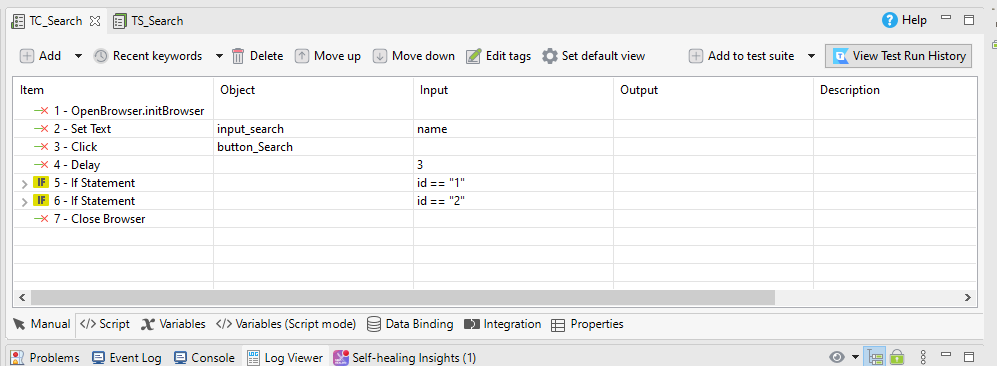 TC_Search TS_Search Help
Add Recent keywords Delete Move up Move down Edit tags Set default view Add to test suite View Test Run History
Item Object Input Output Description
1 - OpenBrowser.initBrowser
2 - Set Text input_search name
3 - Click button_Search
4 - Delay 3
IF 5 - If Statement id == "1"
IF 6 - If Statement id == "2"
7 - Close Browser
Manual </> Script Variables </> Variables (Script mode) Data Binding Integration Properties
Problems Event Log Console Log Viewer Self-healing Insights (1)